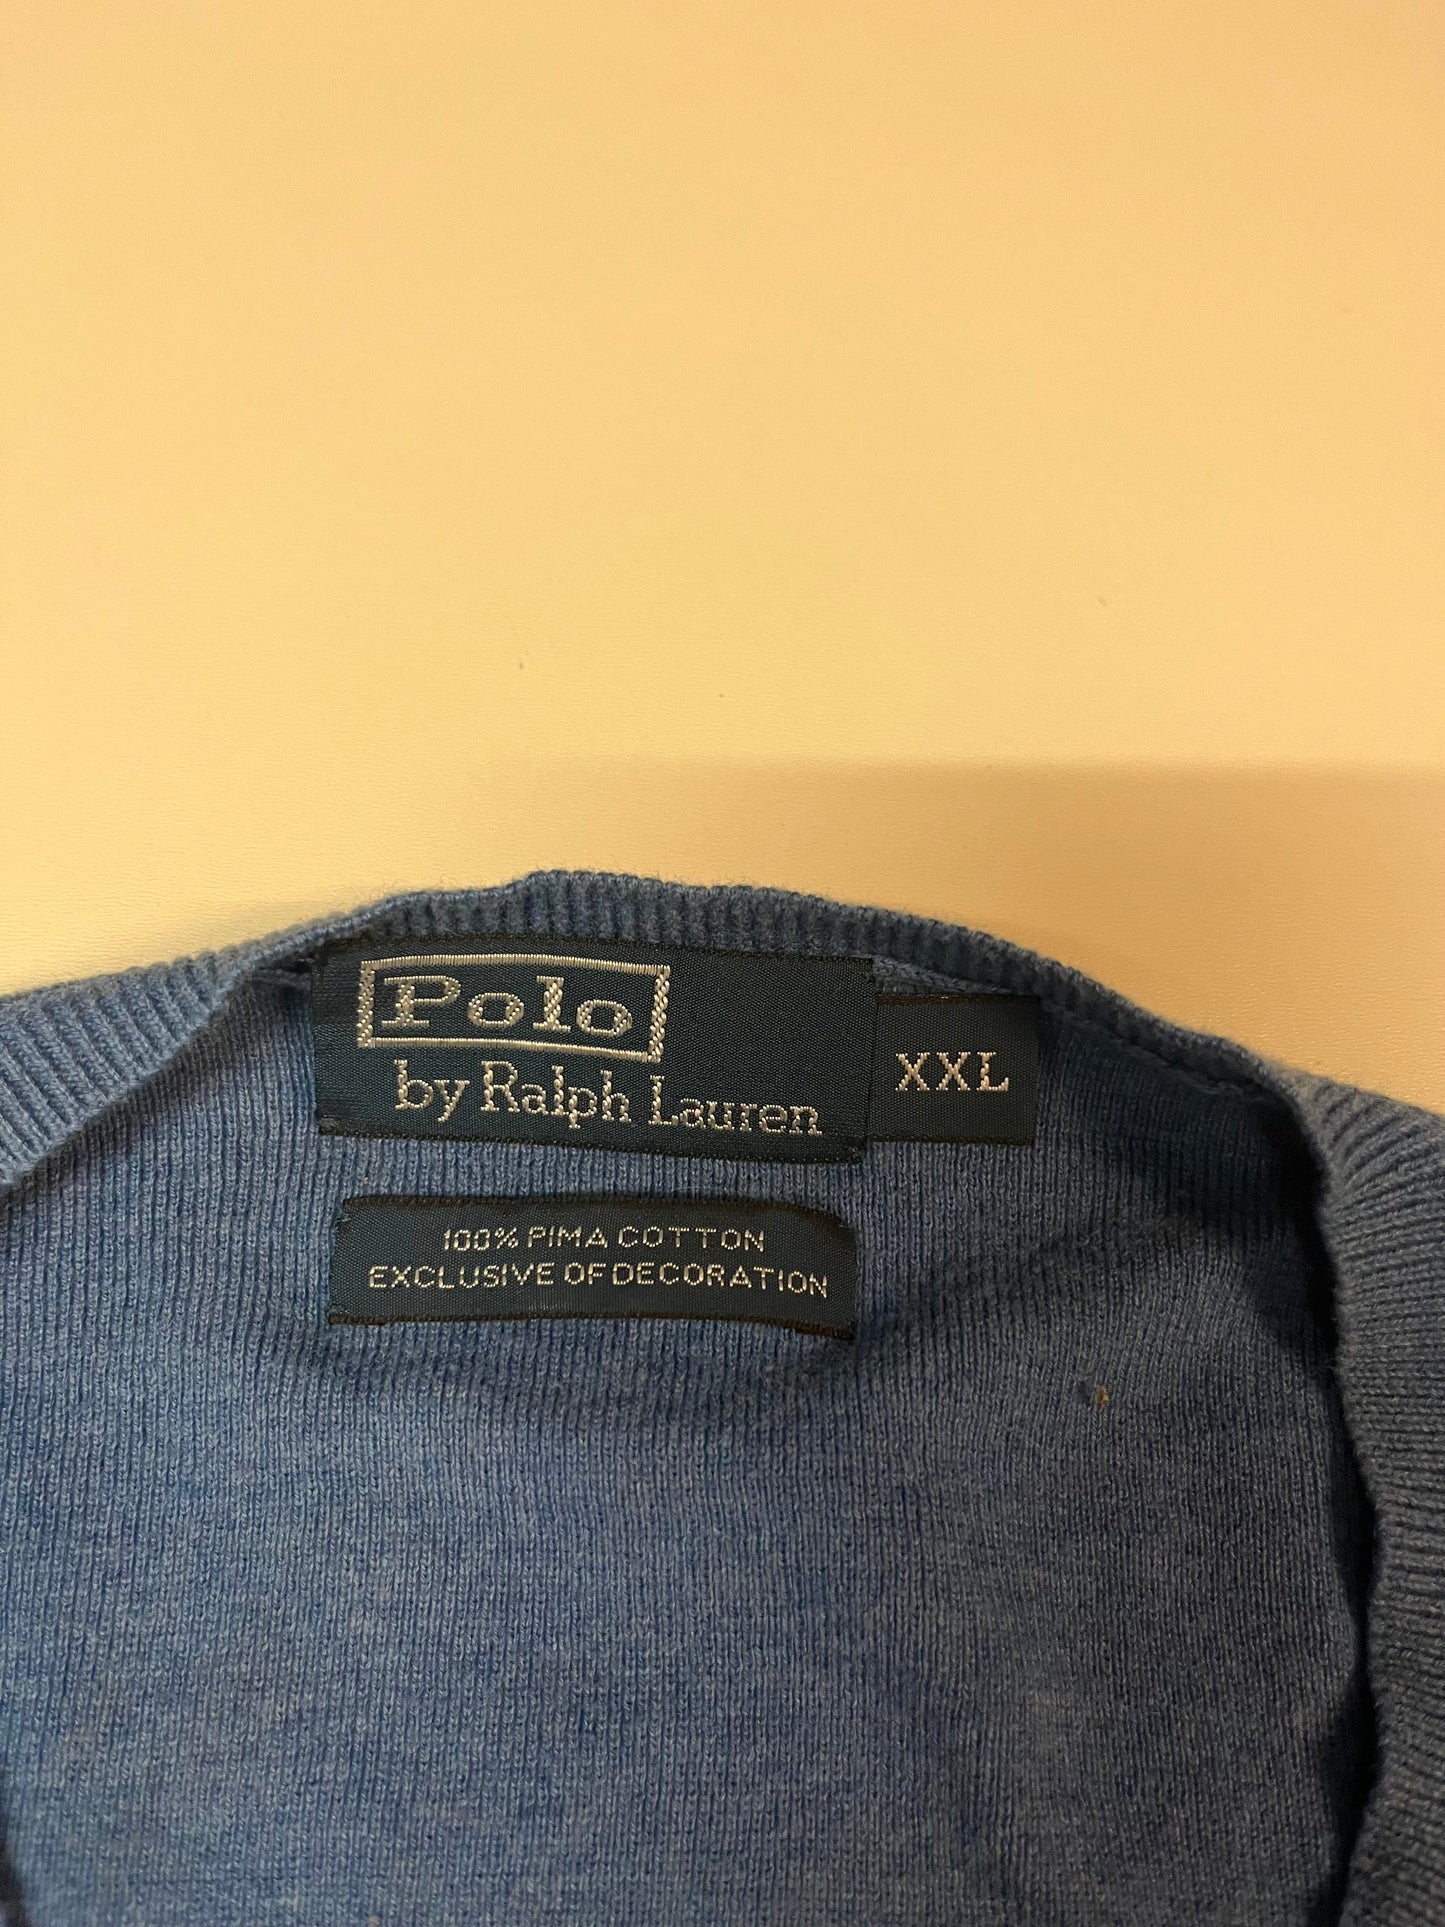 Polo
by Ralph Lauren
XXL
100% PIMA COTTON
EXCLUSIVE OF DECORATION